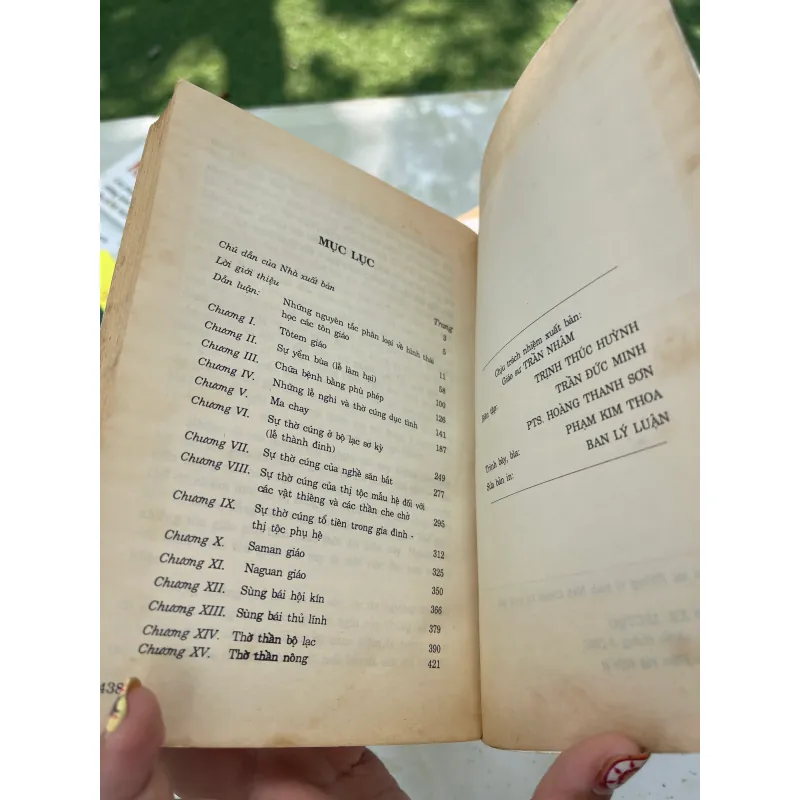 MỤC LỤC
Trang
Chú dẫn của Nhà xuất bản 3
Lời giới thiệu 5
Dẫn luận: Những nguyên tắc phân loại về hình thái
học các tôn giáo 11
Chương I. Tôtem giáo 58
Chương II. Sự yểm bùa (lễ làm hại) 100
Chương III. Chữa bệnh bằng phù phép 126
Chương IV. Những lễ nghi và thờ cúng dục tình 141
Chương V. Ma chay 187
Chương VI. Sự thờ cúng ở bộ lạc sơ kỳ
(lễ thành đinh) 249
Chương VII. Sự thờ cúng của nghề săn bắt 277
Chương VIII. Sự thờ cúng của thị tộc mẫu hệ đối với
các vật thiêng và các thần che chở 295
Chương IX. Sự thờ cúng tổ tiên trong gia đình -
thị tộc phụ hệ 312
Chương X. Saman giáo 325
Chương XI. Naguan giáo 350
Chương XII. Sùng bái hội kín 366
Chương XIII. Sùng bái thủ lĩnh 379
Chương XIV. Thờ thần bộ lạc 390
Chương XV. Thờ thần nông 421
438
Chịu trách nhiệm xuất bản:
Giáo sư TRẦN NHÂM
Biên tập: TRỊNH THÚC HUỲNH
TRẦN ĐỨC MINH
PTS. HOÀNG THANH SƠN
Trình bày, bìa: PHẠM KIM THOA
Sửa bản in: BAN LÝ LUẬN